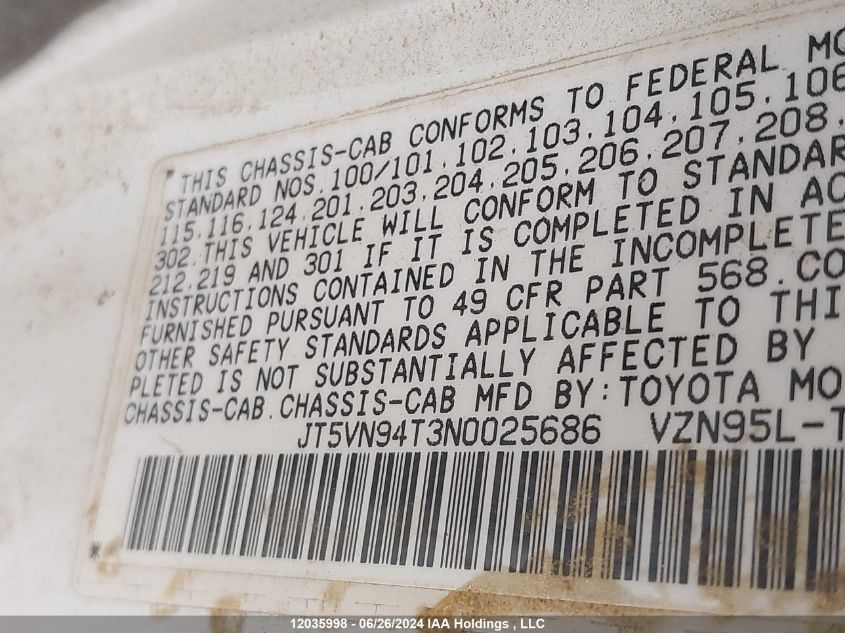 *THIS CHASSIS-CAB CONFORMS TO FEDERAL
STANDARD NOS.100/101.102.103.104.105.106
115.116.124.201.203.204.205.206.207.208.
302.THIS VEHICLE WILL CONFORM TO STANDAR
212.219 AND 301 IF IT IS COMPLETED IN
INSTRUCTIONS CONTAINED IN THE INCOMPLETE
FURNISHED PURSUANT TO 49 CFR PART 568.CO
OTHER SAFETY STANDARDS APPLICABLE TO THI
PLETED IS NOT SUBSTANTIALLY AFFECTED BY
CHASSIS-CAB.CHASSIS-CAB MFD BY:TOYOTA MO
JT5VN94T3N0025686 VZN95L-T
*
12035998 - 06/26/2024 IAA Holdings , LLC